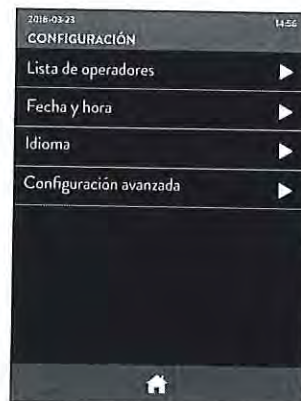 2016-03-23 14:56
CONFIGURACIÓN
Lista de operadores
Fecha y hora
Idioma
Configuración avanzada